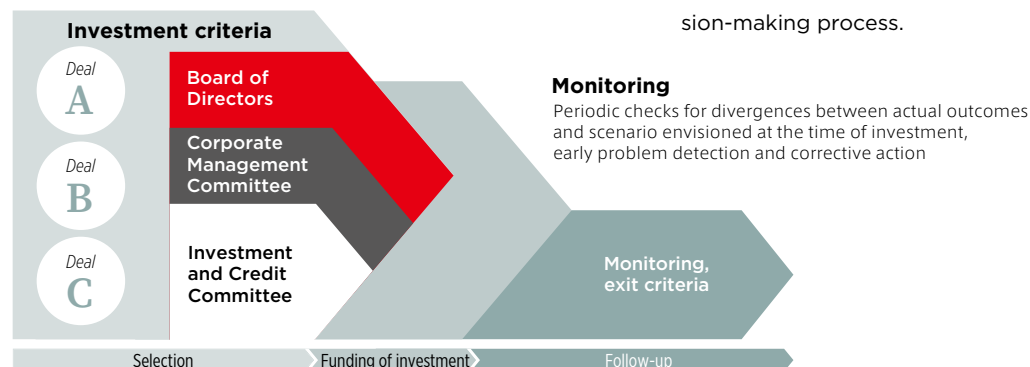 sion-making process.
Investment criteria
Deal
A
Deal
B
Deal
C
Board of
Directors
Corporate
Management
Committee
Investment
and Credit
Committee
Monitoring
Periodic checks for divergences between actual outcomes
and scenario envisioned at the time of investment,
early problem detection and corrective action
Monitoring,
exit criteria
Selection
Funding of investment
Follow-up